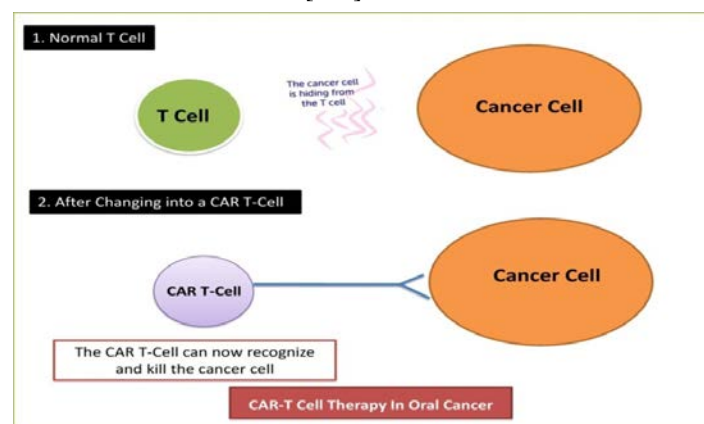 1. Normal T Cell
The cancer cell
is hiding from
the T cell
T Cell
Cancer Cell
2. After Changing into a CAR T-Cell
CAR T-Cell
Cancer Cell
The CAR T-Cell can now recognize
and kill the cancer cell
CAR-T Cell Therapy In Oral Cancer